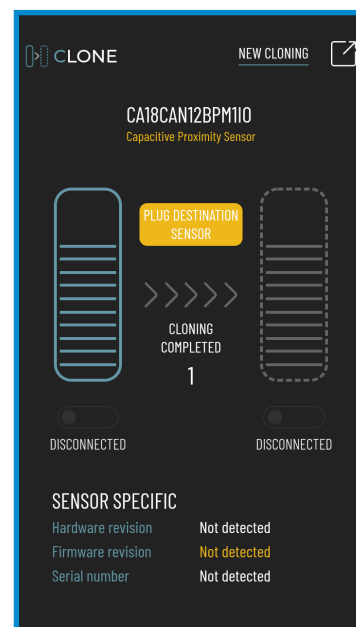 CLONE
NEW CLONING
CA18CAN12BPM1IO
Capacitive Proximity Sensor
PLUG DESTINATION
SENSOR
CLONING
COMPLETED
1
DISCONNECTED
DISCONNECTED
SENSOR SPECIFIC
Hardware revision Not detected
Firmware revision Not detected
Serial number Not detected